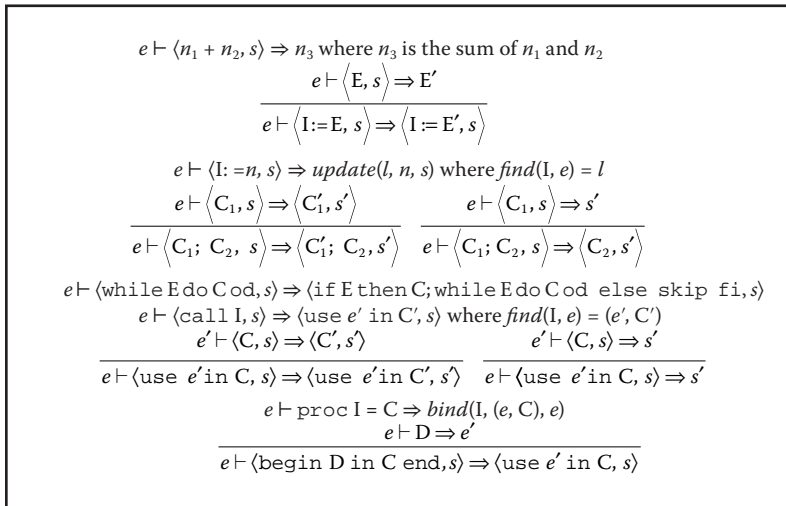 e ⊢ ⟨n₁ + n₂, s⟩ ⇒ n₃ where n₃ is the sum of n₁ and n₂
e ⊢ ⟨E, s⟩ ⇒ E′
e ⊢ ⟨I:=E, s⟩ ⇒ ⟨I := E′, s⟩
e ⊢ ⟨I: =n, s⟩ ⇒ update(l, n, s) where find(I, e) = l
e ⊢ ⟨C₁, s⟩ ⇒ ⟨C₁′, s′⟩ e ⊢ ⟨C₁, s⟩ ⇒ s′
e ⊢ ⟨C₁; C₂, s⟩ ⇒ ⟨C₁′; C₂, s′⟩ e ⊢ ⟨C₁; C₂, s⟩ ⇒ ⟨C₂, s′⟩
e ⊢ ⟨while E do C od, s⟩ ⇒ ⟨if E then C; while E do C od else skip fi, s⟩
e ⊢ ⟨call I, s⟩ ⇒ ⟨use e′ in C′, s⟩ where find(I, e) = (e′, C′)
e′ ⊢ ⟨C, s⟩ ⇒ ⟨C′, s′⟩ e′ ⊢ ⟨C, s⟩ ⇒ s′
e ⊢ ⟨use e′ in C, s⟩ ⇒ ⟨use e′ in C′, s′⟩ e ⊢ ⟨use e′ in C, s⟩ ⇒ s′
e ⊢ proc I = C ⇒ bind(I, (e, C), e)
e ⊢ D ⇒ e′
e ⊢ ⟨begin D in C end, s⟩ ⇒ ⟨use e′ in C, s⟩